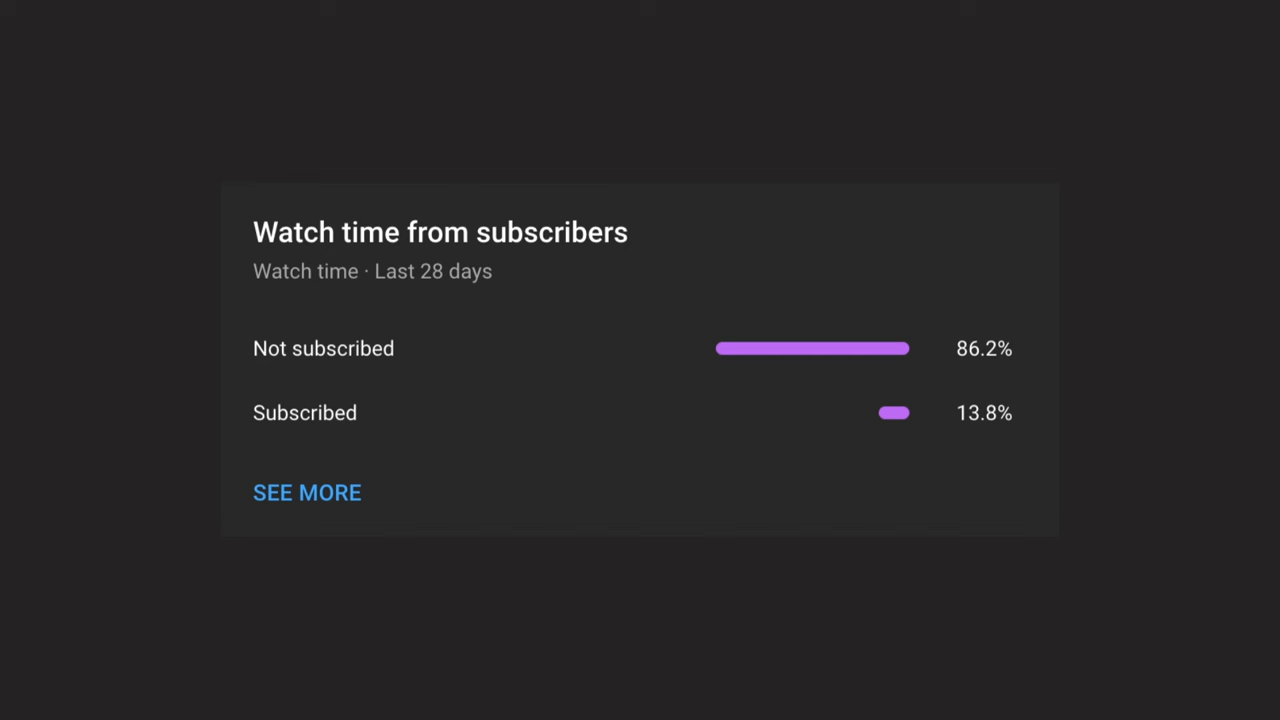 Watch time from subscribers
Watch time · Last 28 days
Not subscribed 86.2%
Subscribed 13.8%
SEE MORE